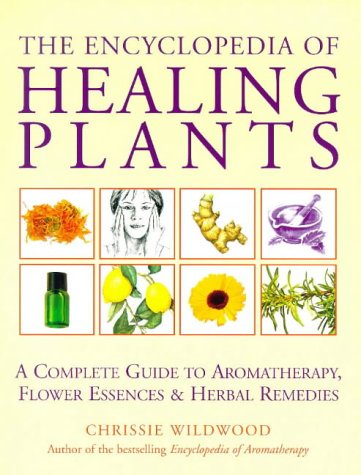 THE ENCYCLOPEDIA OF
HEALING
PLANTS
A COMPLETE GUIDE TO AROMATHERAPY,
FLOWER ESSENCES & HERBAL REMEDIES
CHRISSIE WILDWOOD
Author of the bestselling Encyclopedia of Aromatherapy